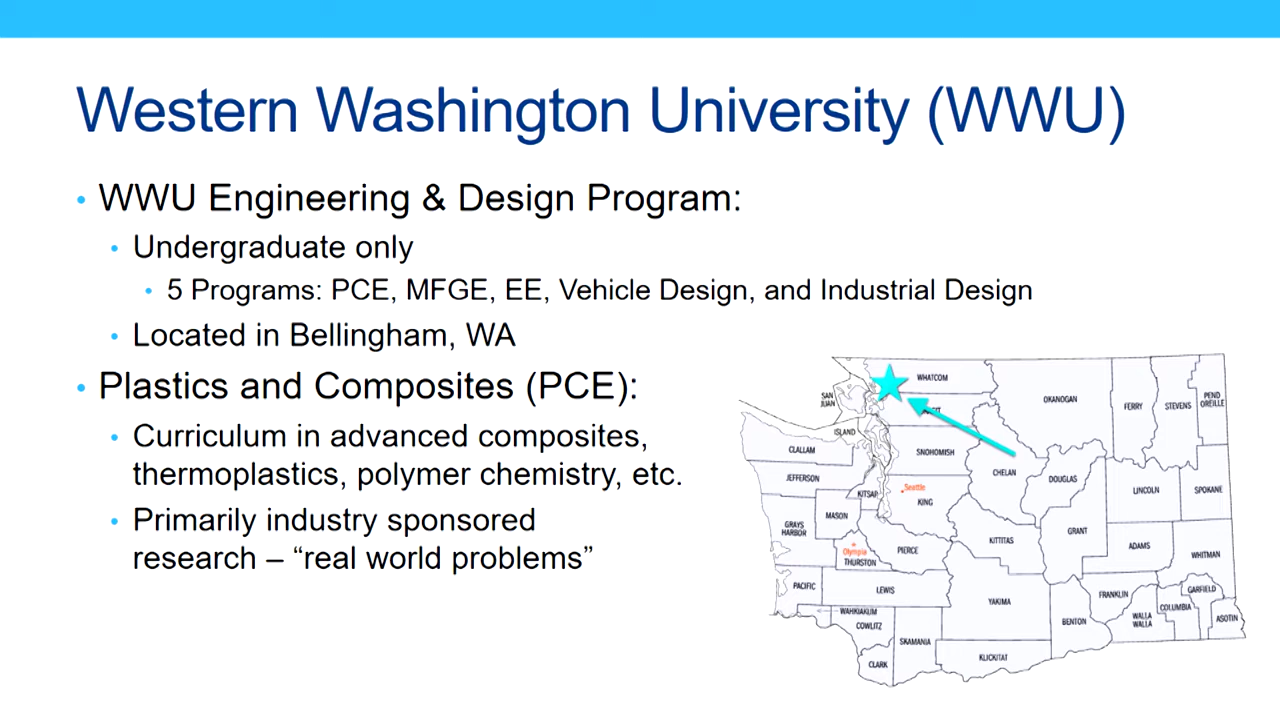 Western Washington University (WWU)
• WWU Engineering & Design Program:
• Undergraduate only
• 5 Programs: PCE, MFGE, EE, Vehicle Design, and Industrial Design
• Located in Bellingham, WA
• Plastics and Composites (PCE):
• Curriculum in advanced composites,
thermoplastics, polymer chemistry, etc.
• Primarily industry sponsored
research – “real world problems”
WHATCOM
SAN
JUAN
ISLAND
OKANOGAN
FERRY
STEVENS
PEND
OREILLE
CLALLAM
SNOHOMISH
CHELAN
DOUGLAS
JEFFERSON
KITSAP
Seattle
KING
LINCOLN
SPOKANE
MASON
GRAYS
HARBOR
Olympia
THURSTON
PIERCE
KITTITAS
GRANT
ADAMS
WHITMAN
PACIFIC
LEWIS
YAKIMA
FRANKLIN
GARFIELD
WAHKIAKUM
COWLITZ
BENTON
WALLA
WALLA
COLUMBIA
ASOTIN
SKAMANIA
CLARK
KLICKITAT